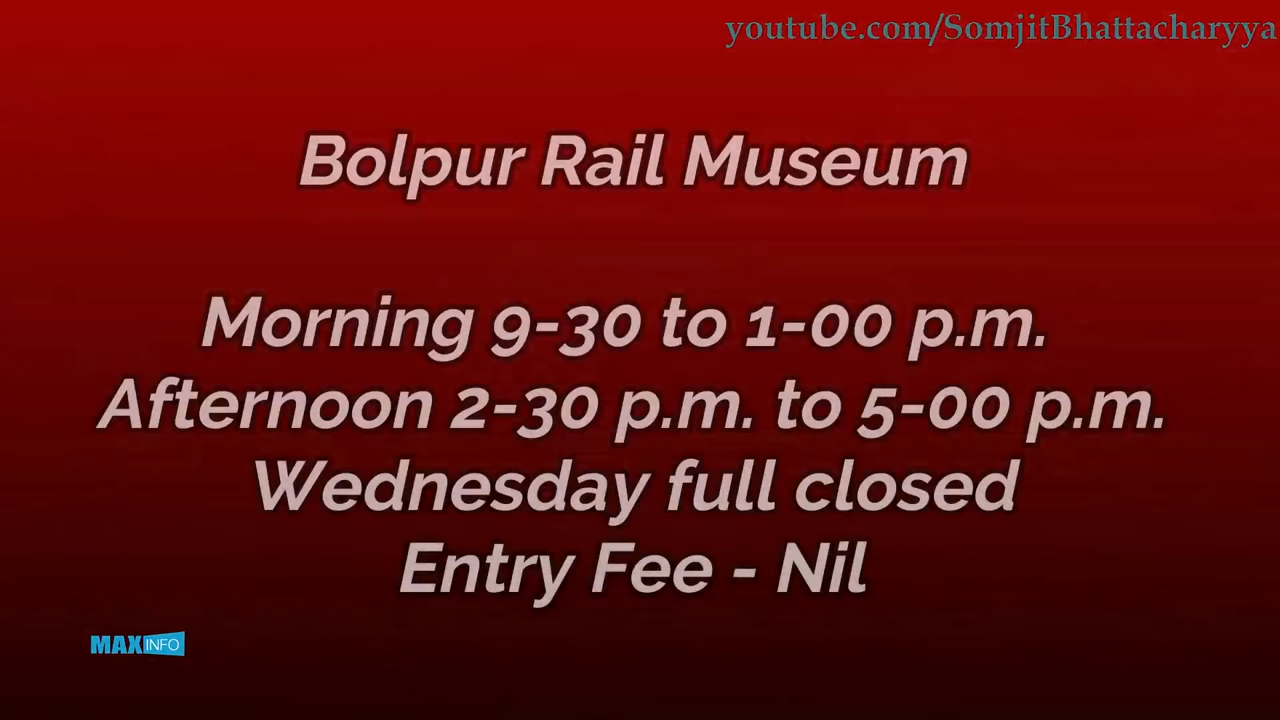 youtube.com/SomjitBhattacharyya
Bolpur Rail Museum
Morning 9-30 to 1-00 p.m.
Afternoon 2-30 p.m. to 5-00 p.m.
Wednesday full closed
Entry Fee - Nil
MAXINFO